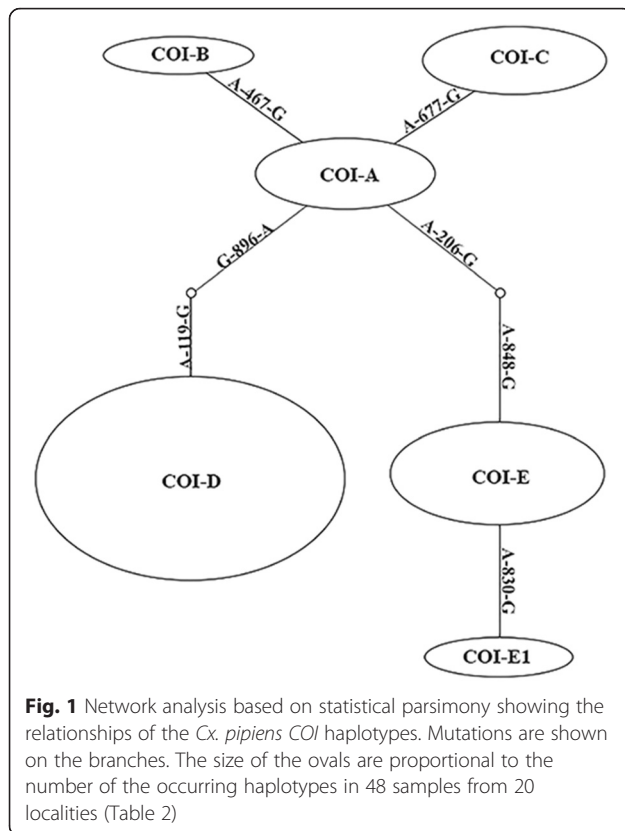 COI-B
COI-C
A-467-G
A-677-G
COI-A
G-896-A
A-206-G
A-119-G
A-848-G
COI-D
COI-E
A-830-G
COI-E1
Fig. 1 Network analysis based on statistical parsimony showing the
relationships of the Cx. pipiens COI haplotypes. Mutations are shown
on the branches. The size of the ovals are proportional to the
number of the occurring haplotypes in 48 samples from 20
localities (Table 2)